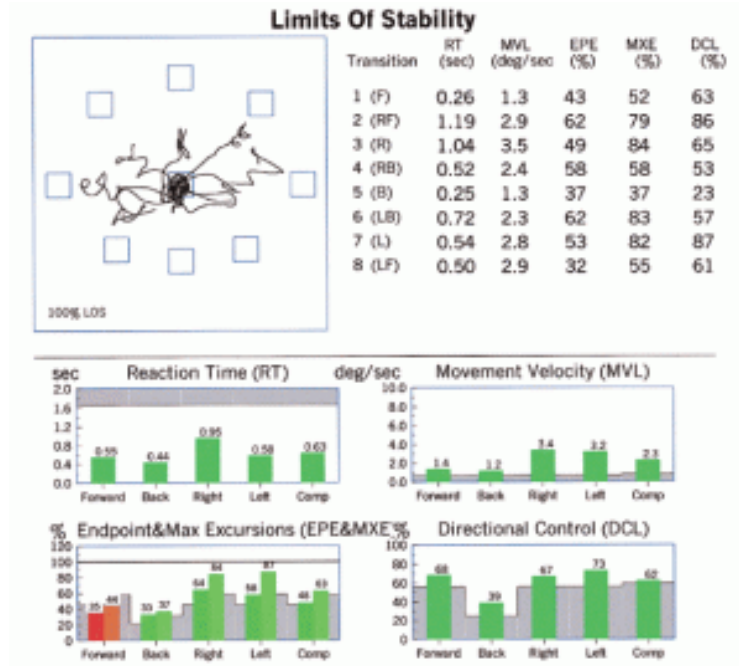 Limits Of Stability
RT MVL EPE MXE DCL
Transition (sec) (deg/sec (%) (%) (%)
1 (F) 0.26 1.3 43 52 63
2 (RF) 1.19 2.9 62 79 86
3 (R) 1.04 3.5 49 84 65
4 (RB) 0.52 2.4 58 58 53
5 (B) 0.25 1.3 37 37 23
6 (LB) 0.72 2.3 62 83 57
7 (L) 0.54 2.8 53 82 87
8 (LF) 0.50 2.9 32 55 61
100% LOS
sec Reaction Time (RT)
2.0
1.6
1.2
0.8
0.4
0.0
0.55 0.44 0.95 0.58 0.63
Forward Back Right Left Comp
deg/sec Movement Velocity (MVL)
10.0
8.0
6.0
4.0
2.0
0.0
1.2 3.4 3.2 2.3
Forward Back Right Left Comp
% Endpoint&Max Excursions (EPE&MXE
120
100
80
60
40
20
0
35 44 33 37 64 84 58 87 48 63
Forward Back Right Left Comp
% Directional Control (DCL)
100
80
60
40
20
0
68 39 67 73 62
Forward Back Right Left Comp